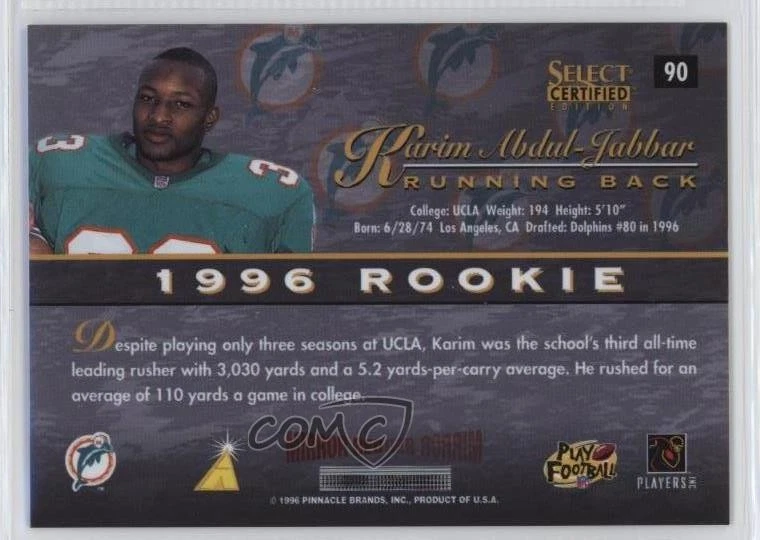 SELECT
CERTIFIED
EDITION
90
33
Karim Abdul-Jabbar
RUNNING BACK
College: UCLA Weight: 194 Height: 5'10"
Born: 6/28/74 Los Angeles, CA Drafted: Dolphins #80 in 1996
1996 ROOKIE
Despite playing only three seasons at UCLA, Karim was the school's third all-time
leading rusher with 3,030 yards and a 5.2 yards-per-carry average. He rushed for an
average of 110 yards a game in college.
COMC
MIRROR MIRROR
PLAY
FOOTBALL
NFL
PLAYERS INC
© 1996 PINNACLE BRANDS, INC., PRODUCT OF U.S.A.